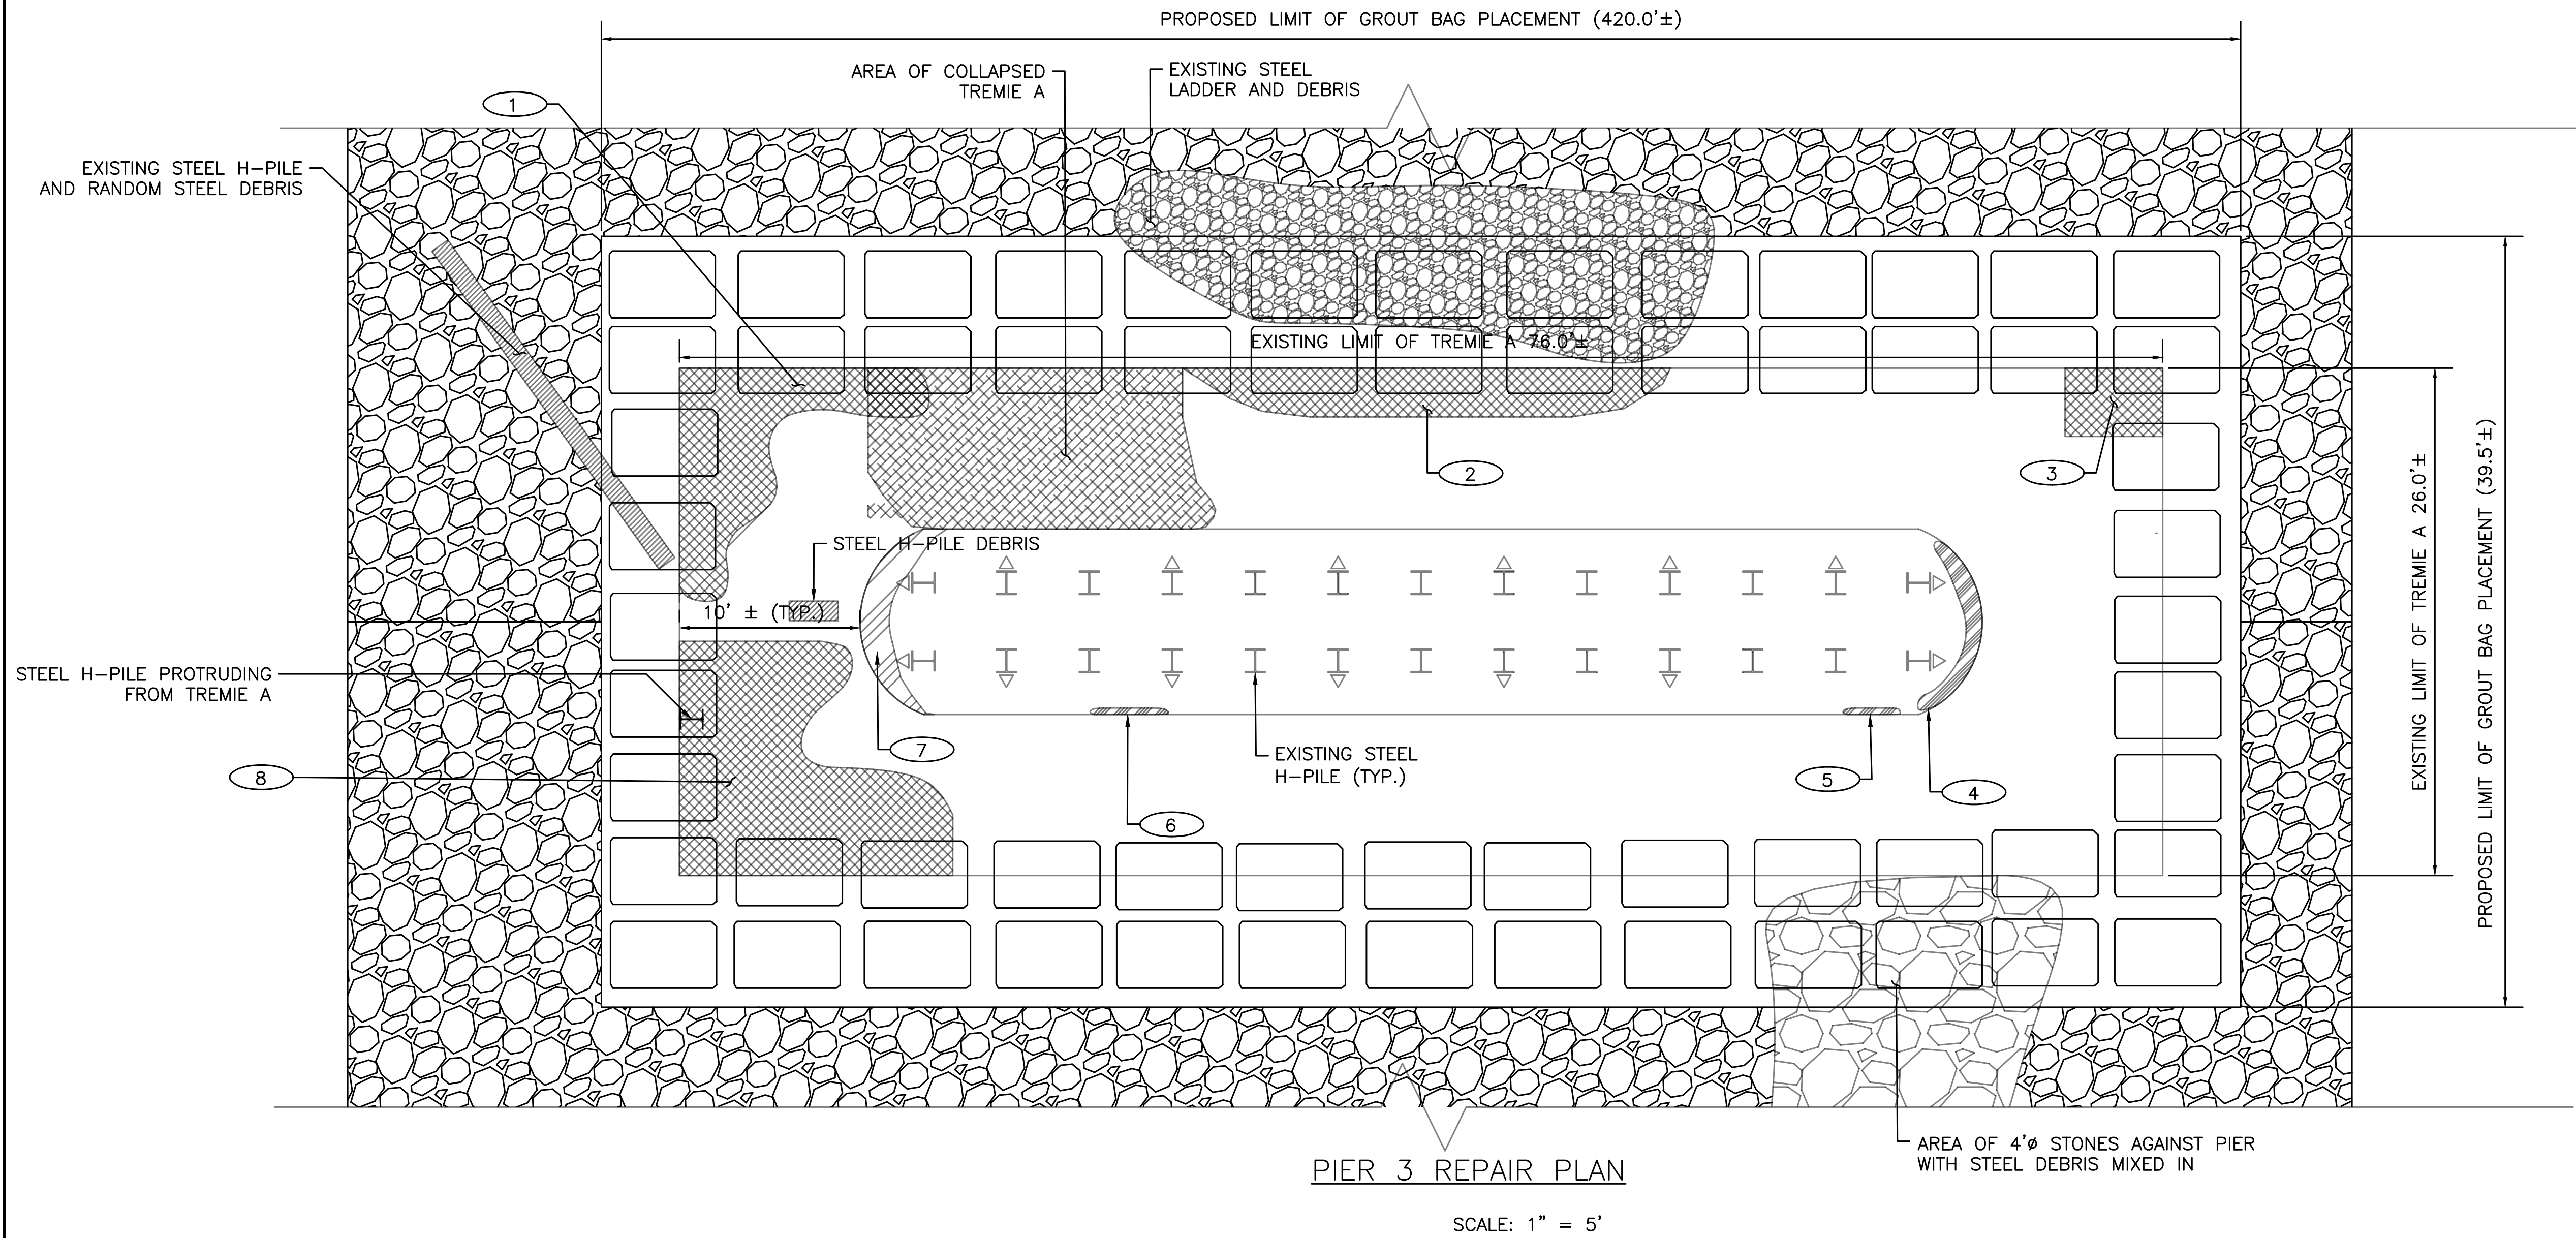 PROPOSED LIMIT OF GROUT BAG PLACEMENT (420.0'±)
AREA OF COLLAPSED
TREMIE A
EXISTING STEEL
LADDER AND DEBRIS
1
EXISTING STEEL H-PILE
AND RANDOM STEEL DEBRIS
EXISTING LIMIT OF TREMIE A 76.0'±
2
3
STEEL H-PILE DEBRIS
10' ± (TYP.)
STEEL H-PILE PROTRUDING
FROM TREMIE A
7
8
EXISTING STEEL
H-PILE (TYP.)
6
5
4
EXISTING LIMIT OF TREMIE A 26.0'±
PROPOSED LIMIT OF GROUT BAG PLACEMENT (39.5'±)
AREA OF 4'ø STONES AGAINST PIER
WITH STEEL DEBRIS MIXED IN
PIER 3 REPAIR PLAN
SCALE: 1" = 5'